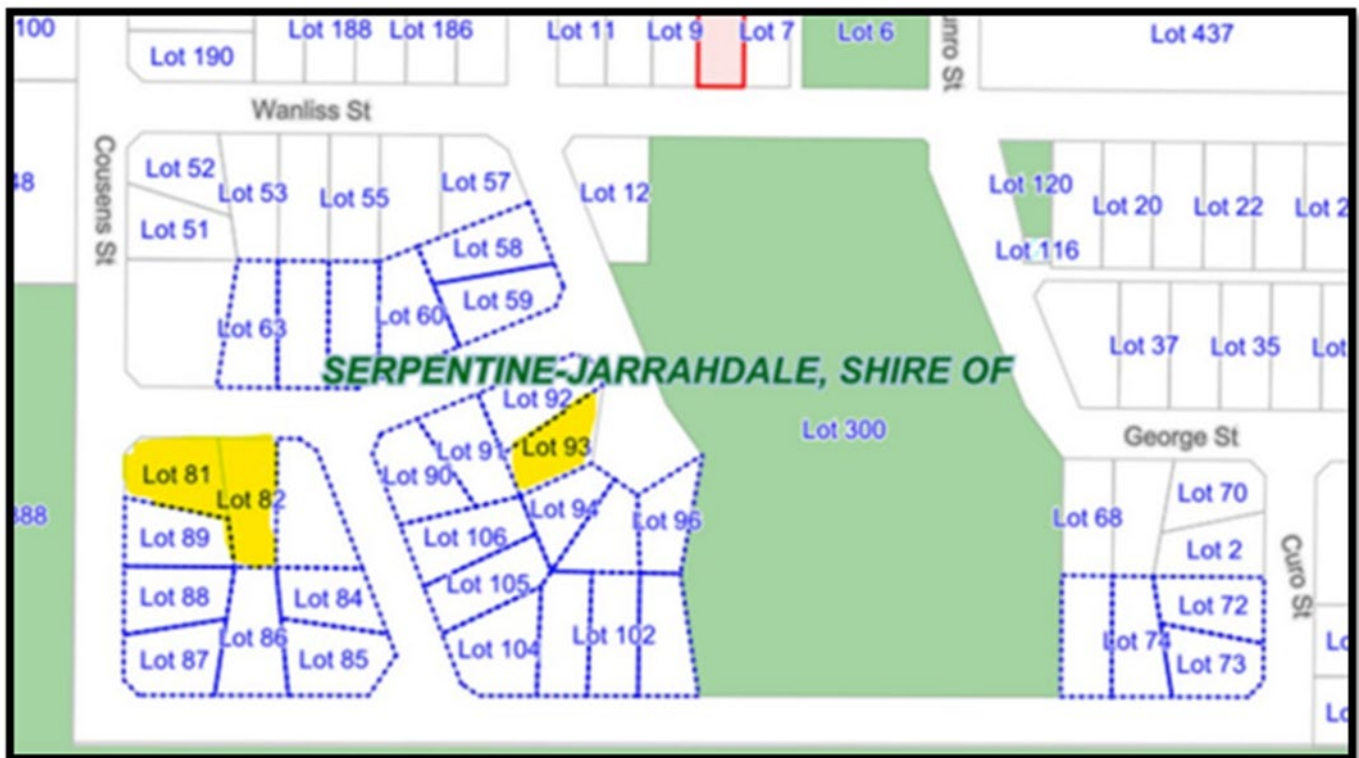 100
Lot 188
Lot 186
Lot 11
Lot 9
Lot 7
Lot 6
Lot 437
Lot 190
Wanliss St
Cousens St
Lot 52
Lot 53
Lot 55
Lot 57
Lot 12
Lot 120
Lot 20
Lot 22
Lot 2
Lot 51
Lot 58
Lot 116
Lot 59
Lot 60
Lot 63
Lot 37
Lot 35
Lot
SERPENTINE-JARRAHDALE, SHIRE OF
Lot 92
Lot 300
George St
Lot 93
Lot 91
Lot 90
Lot 81
Lot 82
Lot 70
Lot 94
Lot 96
Lot 68
Lot 89
Lot 106
Lot 2
Curo St
Lot 105
Lot 88
Lot 84
Lot 72
Lot 86
Lot 102
Lot 74
Lot 104
Lot 87
Lot 85
Lot 73